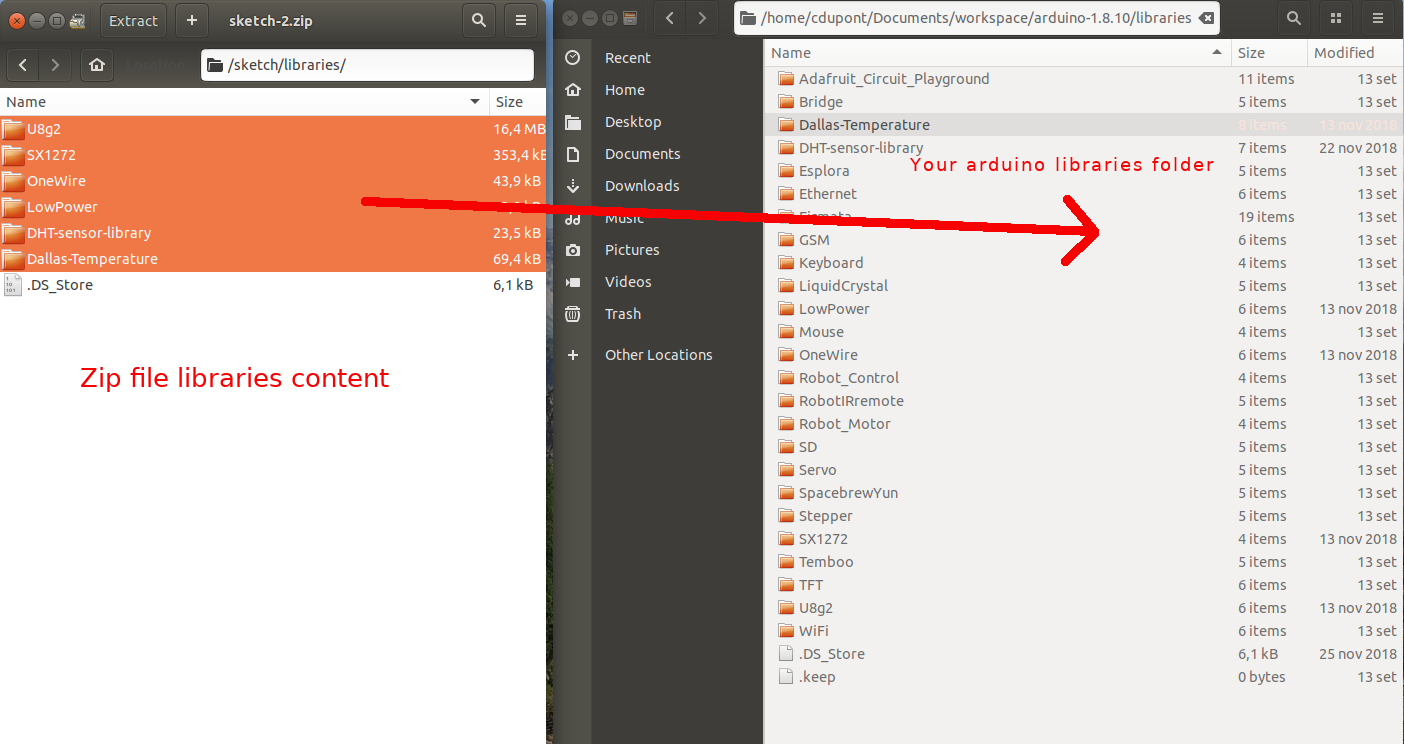 Extract
sketch-2.zip
/sketch/libraries/
Name Size
U8g2 16,4 MB
SX1272 353,4 kB
OneWire 43,9 kB
LowPower
DHT-sensor-library 23,5 kB
Dallas-Temperature 69,4 kB
.DS_Store 6,1 kB
Zip file libraries content
/home/cdupont/Documents/workspace/arduino-1.8.10/libraries
Recent
Home
Desktop
Documents
Downloads
Music
Pictures
Videos
Trash
Other Locations
Name Size Modified
Adafruit_Circuit_Playground 11 items 13 set
Bridge 5 items 13 set
Dallas-Temperature 8 items 13 nov 2018
DHT-sensor-library 7 items 22 nov 2018
Your arduino libraries folder
Esplora 5 items 13 set
Ethernet 6 items 13 set
Firmata 19 items 13 set
GSM 6 items 13 set
Keyboard 4 items 13 set
LiquidCrystal 5 items 13 set
LowPower 6 items 13 nov 2018
Mouse 4 items 13 set
OneWire 6 items 13 nov 2018
Robot_Control 4 items 13 set
RobotIRremote 5 items 13 set
Robot_Motor 4 items 13 set
SD 5 items 13 set
Servo 5 items 13 set
SpacebrewYun 5 items 13 set
Stepper 5 items 13 set
SX1272 4 items 13 nov 2018
Temboo 5 items 13 set
TFT 6 items 13 set
U8g2 6 items 13 nov 2018
WiFi 6 items 13 set
.DS_Store 6,1 kB 25 nov 2018
.keep 0 bytes 13 set